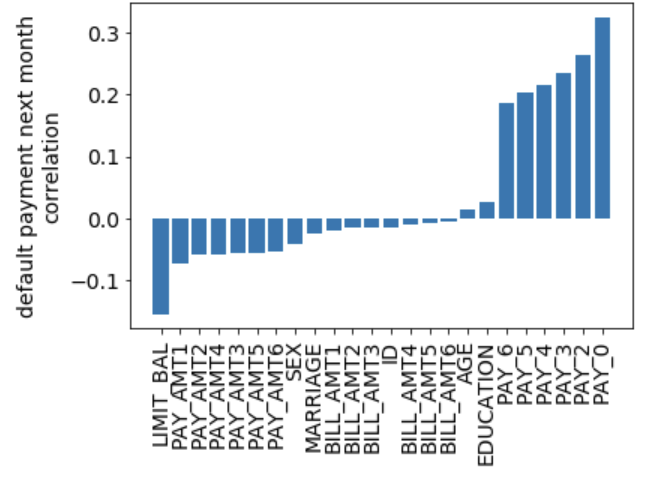 default payment next month
correlation
0.3
0.2
0.1
0.0
−0.1
LIMIT_BAL
PAY_AMT1
PAY_AMT2
PAY_AMT4
PAY_AMT3
PAY_AMT5
PAY_AMT6
SEX
MARRIAGE
BILL_AMT1
BILL_AMT2
BILL_AMT3
ID
BILL_AMT4
BILL_AMT5
BILL_AMT6
AGE
EDUCATION
PAY_6
PAY_5
PAY_4
PAY_3
PAY_2
PAY_0